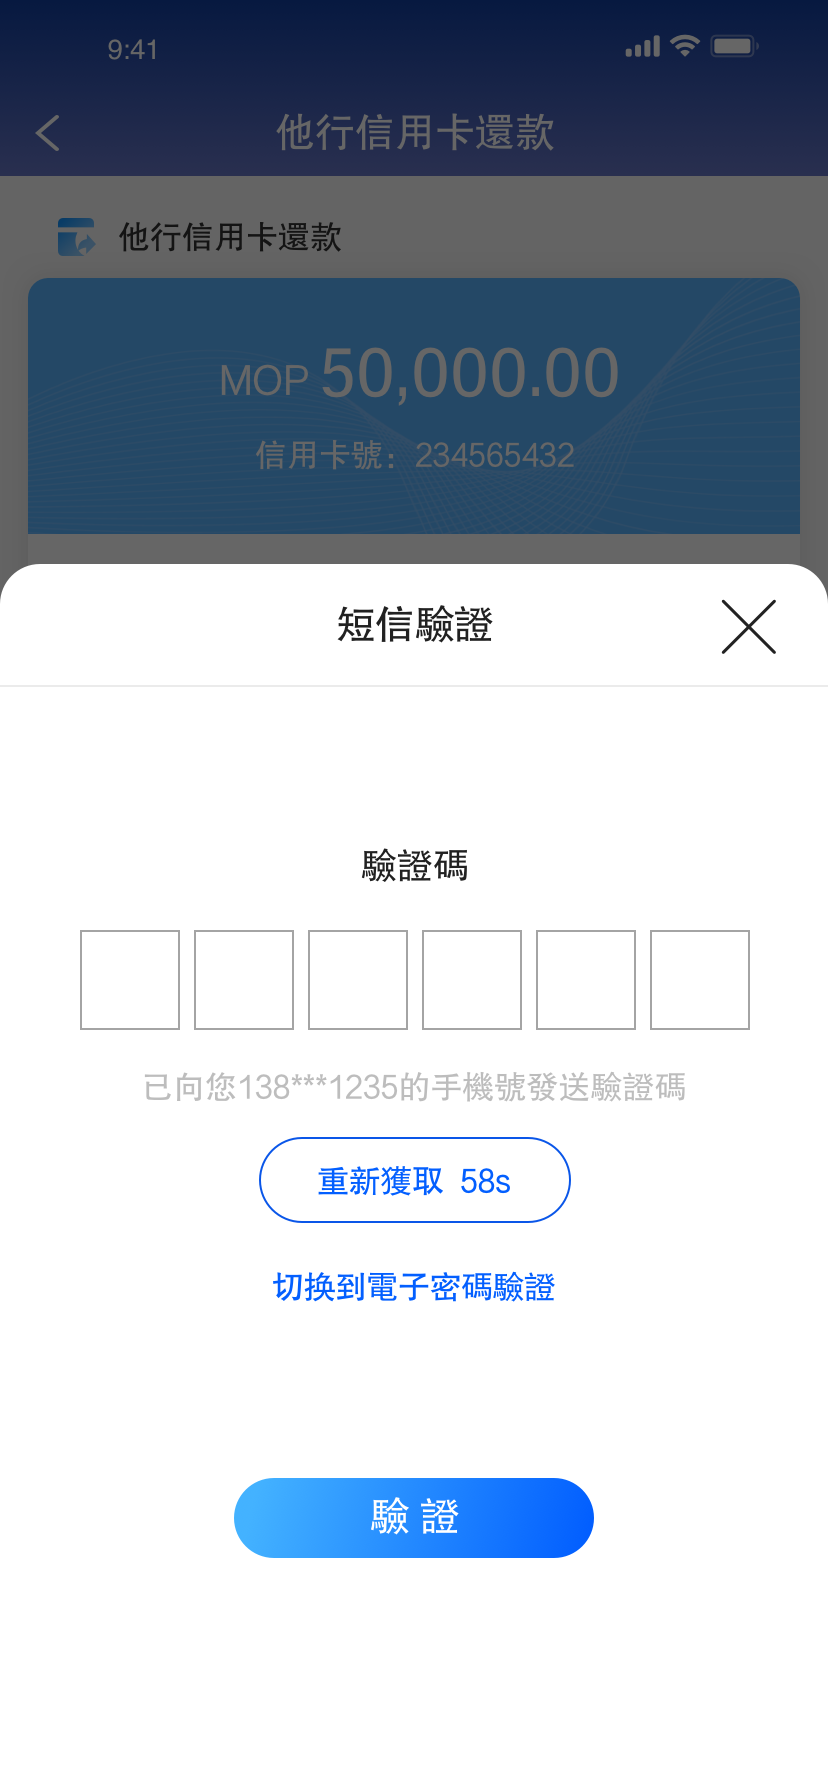 9:41
他行信用卡還款
他行信用卡還款
MOP 50,000.00
信用卡號：234565432
短信驗證
驗證碼
已向您138***1235的手機號發送驗證碼
重新獲取 58s
切换到電子密碼驗證
驗 證